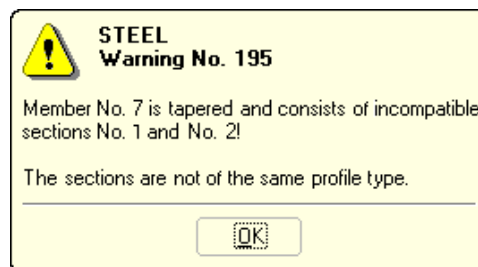 STEEL
Warning No. 195
Member No. 7 is tapered and consists of incompatible
sections No. 1 and No. 2!
The sections are not of the same profile type.
OK